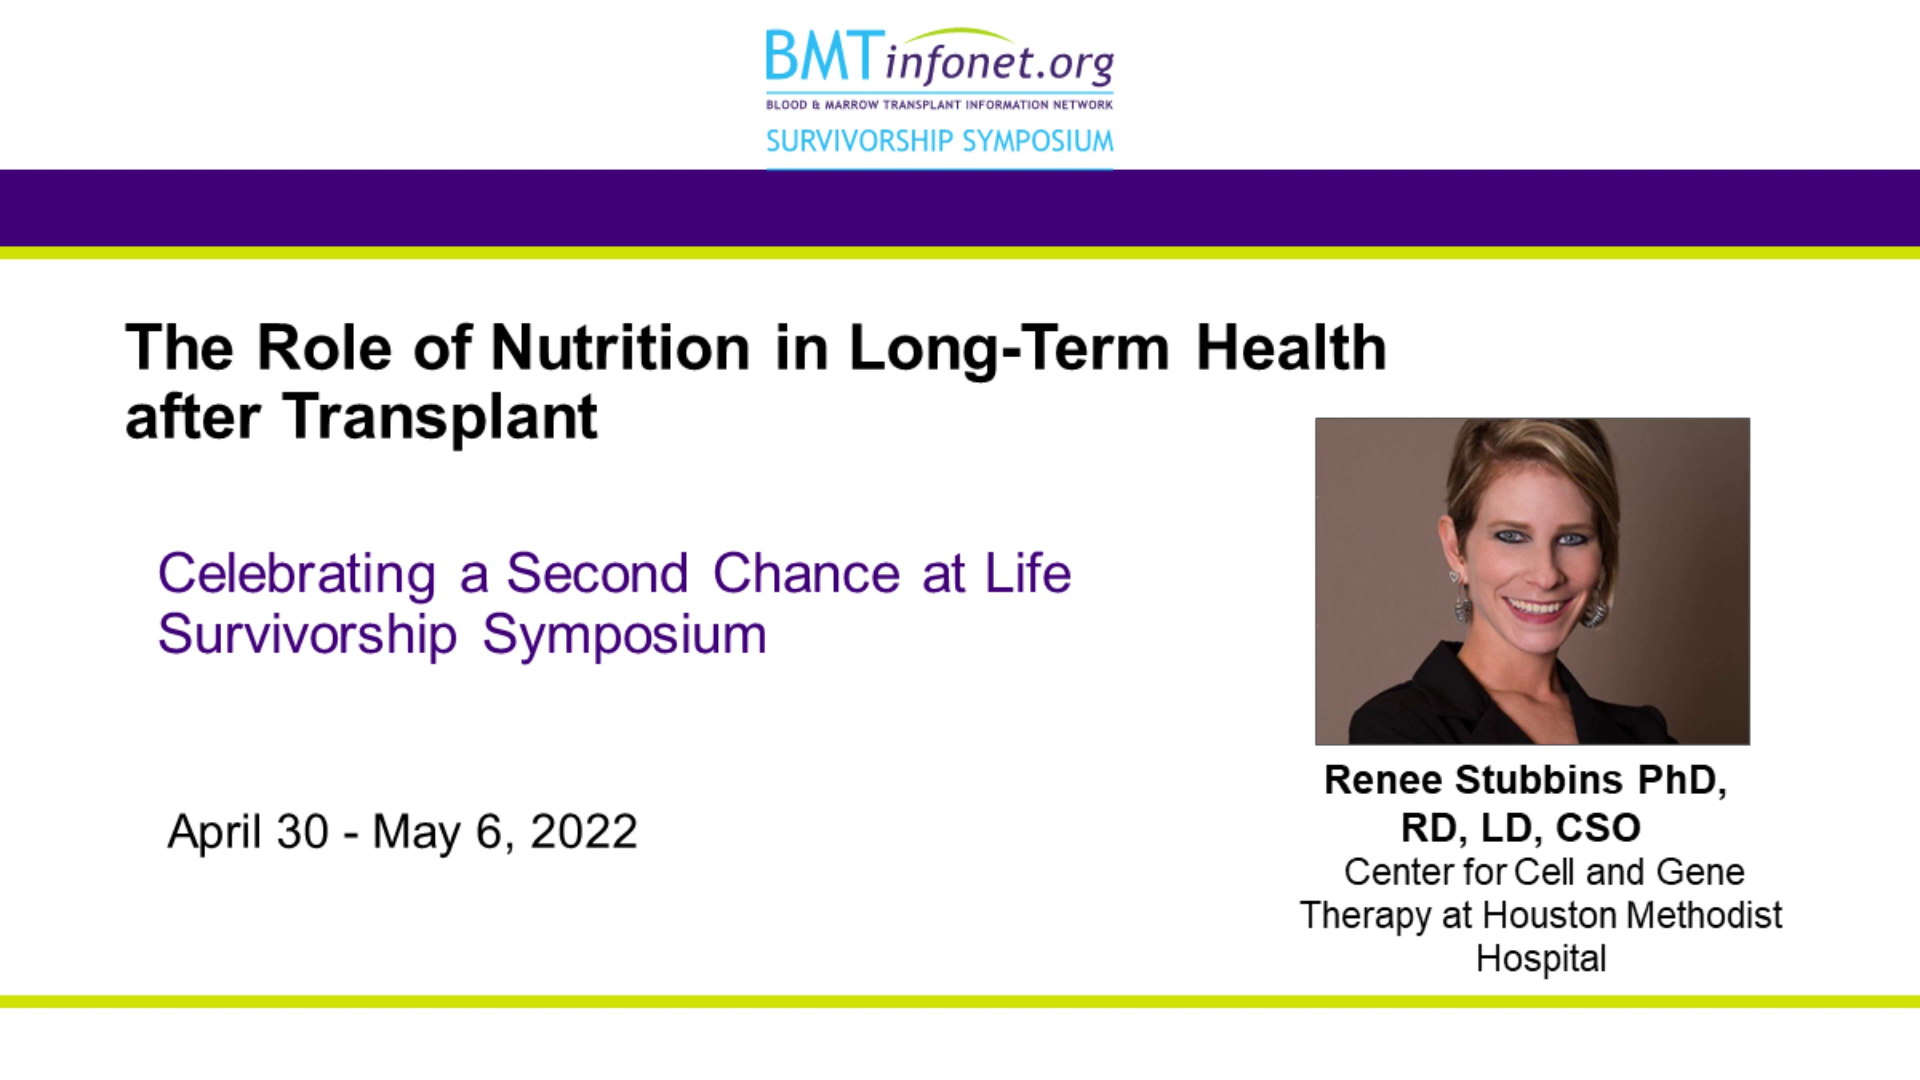 BMTinfonet.org
BLOOD & MARROW TRANSPLANT INFORMATION NETWORK
SURVIVORSHIP SYMPOSIUM
The Role of Nutrition in Long-Term Health
after Transplant
Celebrating a Second Chance at Life
Survivorship Symposium
April 30 - May 6, 2022
Renee Stubbins PhD,
RD, LD, CSO
Center for Cell and Gene
Therapy at Houston Methodist
Hospital